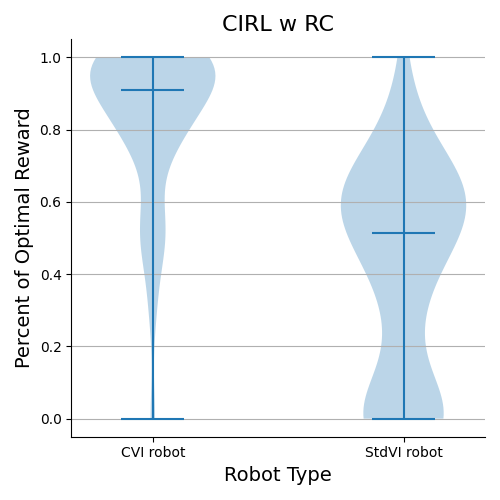 CIRL w RC
Percent of Optimal Reward
1.0
0.8
0.6
0.4
0.2
0.0
CVI robot
StdVI robot
Robot Type